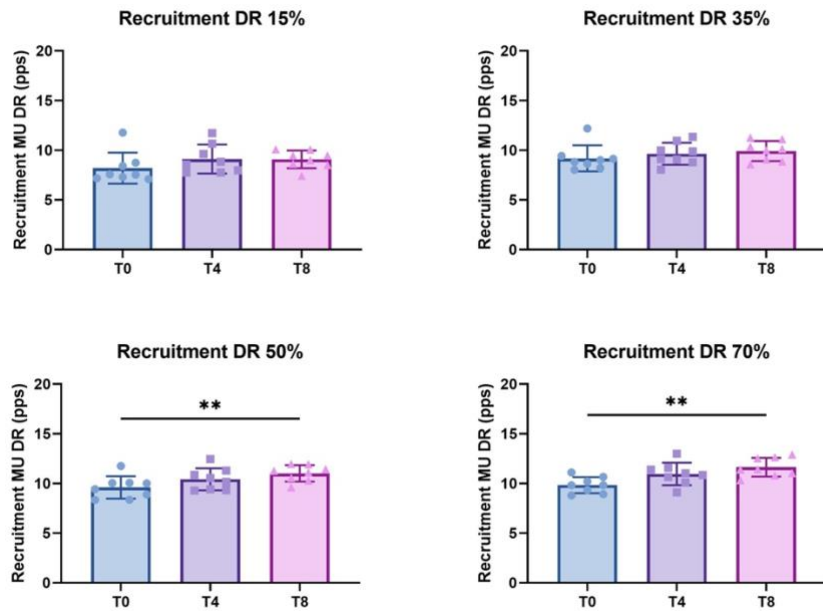 Recruitment DR 15%
Recruitment MU DR (pps)
20
15
10
5
0
T0 T4 T8
Recruitment DR 35%
Recruitment MU DR (pps)
20
15
10
5
0
T0 T4 T8
Recruitment DR 50%
Recruitment MU DR (pps)
20
15
10
5
0
**
T0 T4 T8
Recruitment DR 70%
Recruitment MU DR (pps)
20
15
10
5
0
**
T0 T4 T8